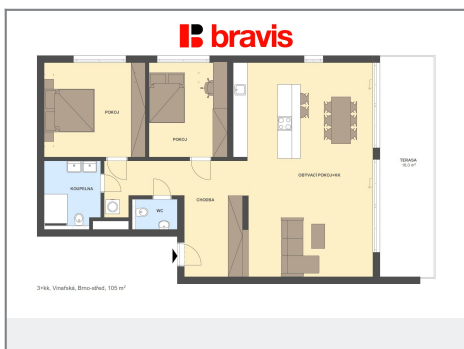 bravis
POKOJ
POKOJ
TERASA
16,0 m²
OBÝVACÍ POKOJ+KK
KOUPELNA
CHODBA
WC
3+kk, Vinařská, Brno-střed, 105 m²